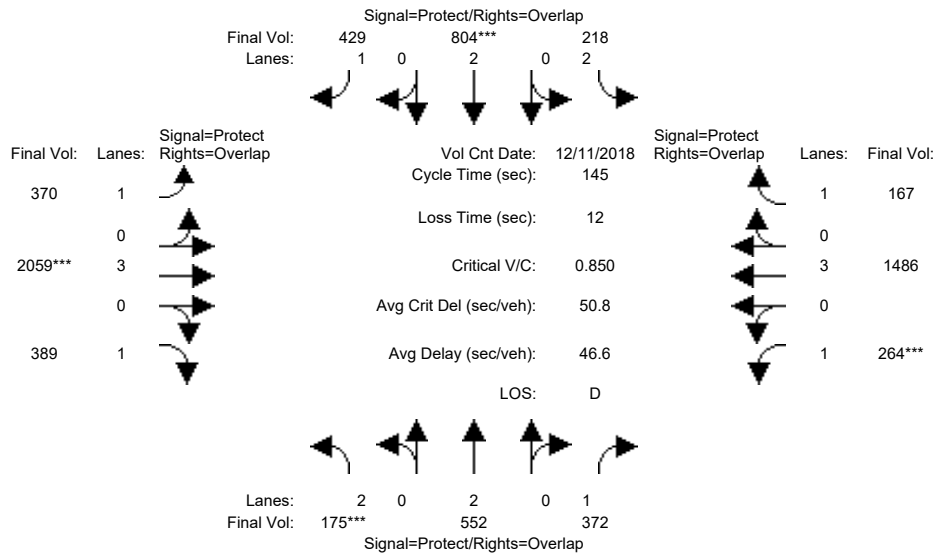 Signal=Protect/Rights=Overlap
Final Vol: 429 804*** 218
Lanes: 1 0 2 0 2
Signal=Protect Signal=Protect
Final Vol: Lanes: Rights=Overlap Vol Cnt Date: 12/11/2018 Rights=Overlap Lanes: Final Vol:
Cycle Time (sec): 145
370 1 1 167
Loss Time (sec): 12
0 0
2059*** 3 Critical V/C: 0.850 3 1486
0 Avg Crit Del (sec/veh): 50.8 0
389 1 Avg Delay (sec/veh): 46.6 1 264***
LOS: D
Lanes: 2 0 2 0 1
Final Vol: 175*** 552 372
Signal=Protect/Rights=Overlap